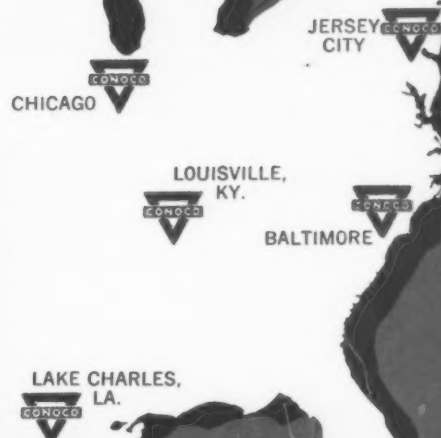 JERSEY
CITY
CONOCO
CONOCO
CHICAGO
LOUISVILLE,
KY.
CONOCO
CONOCO
BALTIMORE
LAKE CHARLES,
LA.
CONOCO